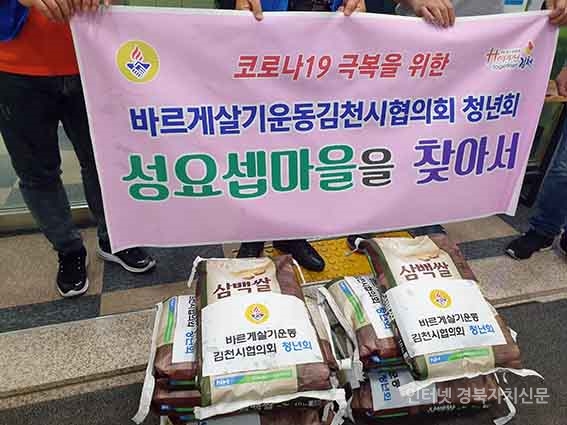 코로나19 극복을 위한
바르게살기운동김천시협의회 청년회
성요셉마을을 찾아서
삼백쌀
바르게살기운동
김천시협의회 청년회
NH
삼백쌀
바르게살기운동
김천시협의회 청년회
인터넷 경북자치신문